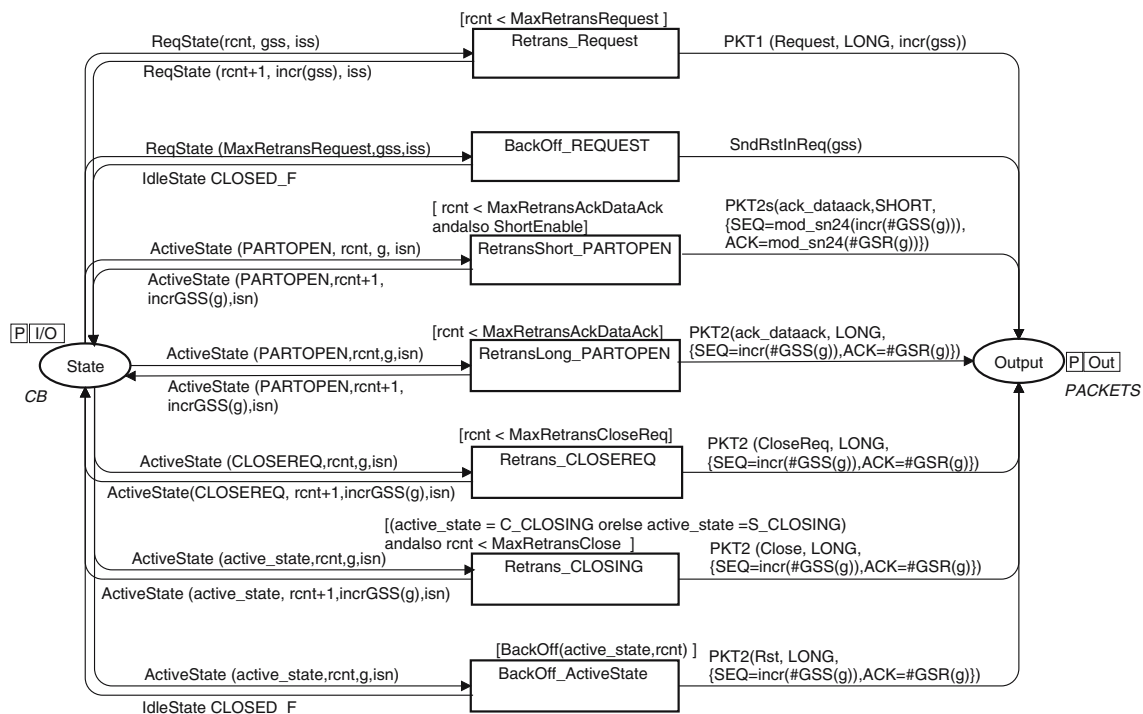 [rcnt < MaxRetransRequest ]
ReqState(rcnt, gss, iss)
Retrans_Request
PKT1 (Request, LONG, incr(gss))
ReqState (rcnt+1, incr(gss), iss)
ReqState (MaxRetransRequest,gss,iss)
BackOff_REQUEST
SndRstInReq(gss)
IdleState CLOSED_F
[ rcnt < MaxRetransAckDataAck
andalso ShortEnable]
PKT2s(ack_dataack,SHORT,
{SEQ=mod_sn24(incr(#GSS(g))),
ACK=mod_sn24(#GSR(g))})
ActiveState (PARTOPEN, rcnt, g, isn)
RetransShort_PARTOPEN
ActiveState (PARTOPEN,rcnt+1,
incrGSS(g),isn)
P I/O
State
CB
[rcnt < MaxRetransAckDataAck]
ActiveState (PARTOPEN,rcnt,g,isn)
RetransLong_PARTOPEN
PKT2(ack_dataack, LONG,
{SEQ=incr(#GSS(g)),ACK=#GSR(g)})
ActiveState (PARTOPEN,rcnt+1,
incrGSS(g),isn)
Output
P Out
PACKETS
[rcnt < MaxRetransCloseReq]
ActiveState (CLOSEREQ,rcnt,g,isn)
Retrans_CLOSEREQ
PKT2 (CloseReq, LONG,
{SEQ=incr(#GSS(g)),ACK=#GSR(g)})
ActiveState(CLOSEREQ, rcnt+1,incrGSS(g),isn)
[(active_state = C_CLOSING orelse active_state =S_CLOSING)
andalso rcnt < MaxRetransClose ]
ActiveState (active_state,rcnt,g,isn)
Retrans_CLOSING
PKT2 (Close, LONG,
{SEQ=incr(#GSS(g)),ACK=#GSR(g)})
ActiveState (active_state, rcnt+1,incrGSS(g),isn)
[BackOff(active_state,rcnt) ]
ActiveState (active_state,rcnt,g,isn)
BackOff_ActiveState
PKT2(Rst, LONG,
{SEQ=incr(#GSS(g)),ACK=#GSR(g)})
IdleState CLOSED_F